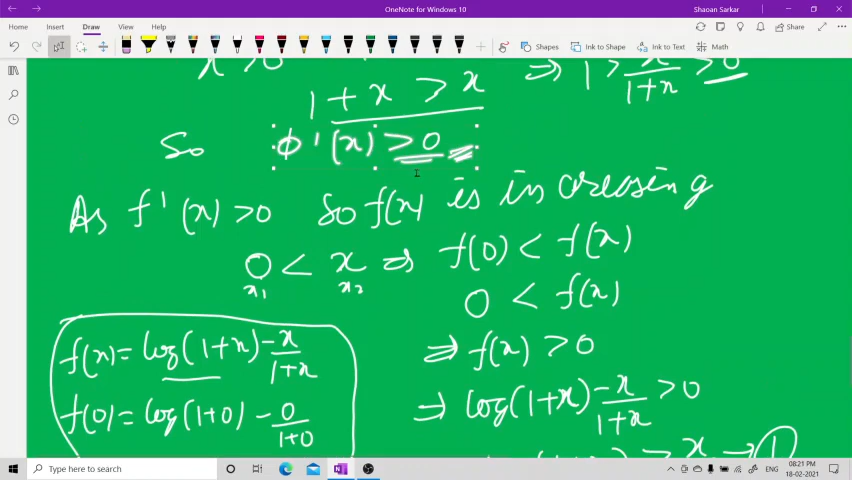 OneNote for Windows 10
Shaoan Sarkar
Home Insert Draw View Help
Share
Shapes Ink to Shape Ink to Text Math
x > 0
1 + x > x
⇒ 1 > x/(1+x) > 0
So φ'(x) > 0
As f'(x) > 0 So f(x) is increasing
0 < x ⇒ f(0) < f(x)
x₁ x₂
0 < f(x)
⇒ f(x) > 0
⇒ log(1+x) - x/(1+x) > 0
f(x) = log(1+x) - x/(1+x)
f(0) = log(1+0) - 0/(1+0)
Type here to search
ENG
08:21 PM
18-02-2021